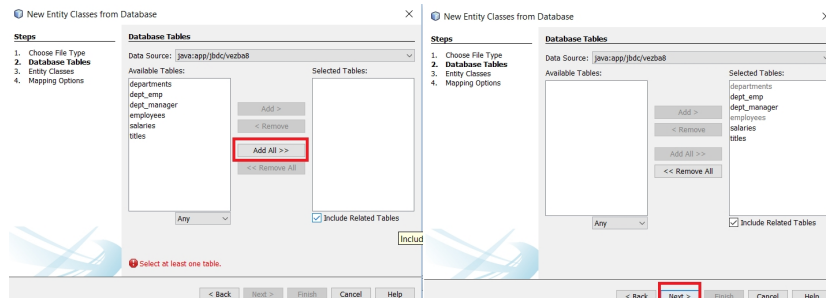 New Entity Classes from Database
Steps
1. Choose File Type
2. Database Tables
3. Entity Classes
4. Mapping Options
Database Tables
Data Source: java:app/jbdc/vezba8
Available Tables:
departments
dept_emp
dept_manager
employees
salaries
titles
Add >
< Remove
Add All >>
<< Remove All
Selected Tables:
Any
Include Related Tables
Includ
Select at least one table.
< Back Next > Finish Cancel Help
New Entity Classes from Database
Steps
1. Choose File Type
2. Database Tables
3. Entity Classes
4. Mapping Options
Database Tables
Data Source: java:app/jbdc/vezba8
Available Tables:
Add >
< Remove
Add All >>
<< Remove All
Selected Tables:
departments
dept_emp
dept_manager
employees
salaries
titles
Any
Include Related Tables
< Back Next > Finish Cancel Help